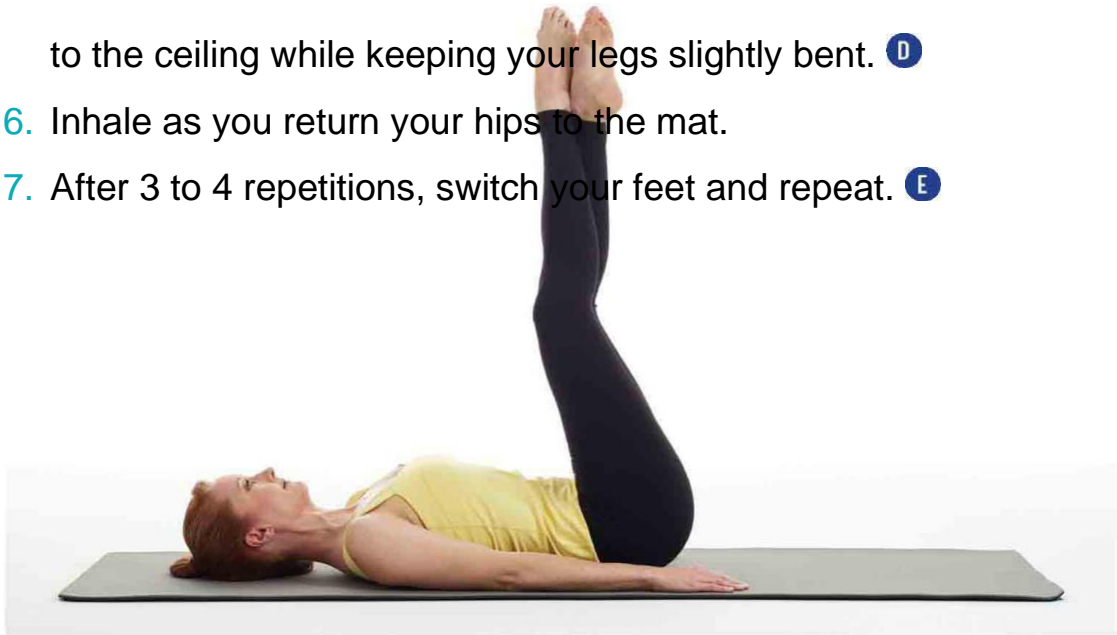 to the ceiling while keeping your legs slightly bent. D
6. Inhale as you return your hips to the mat.
7. After 3 to 4 repetitions, switch your feet and repeat. E